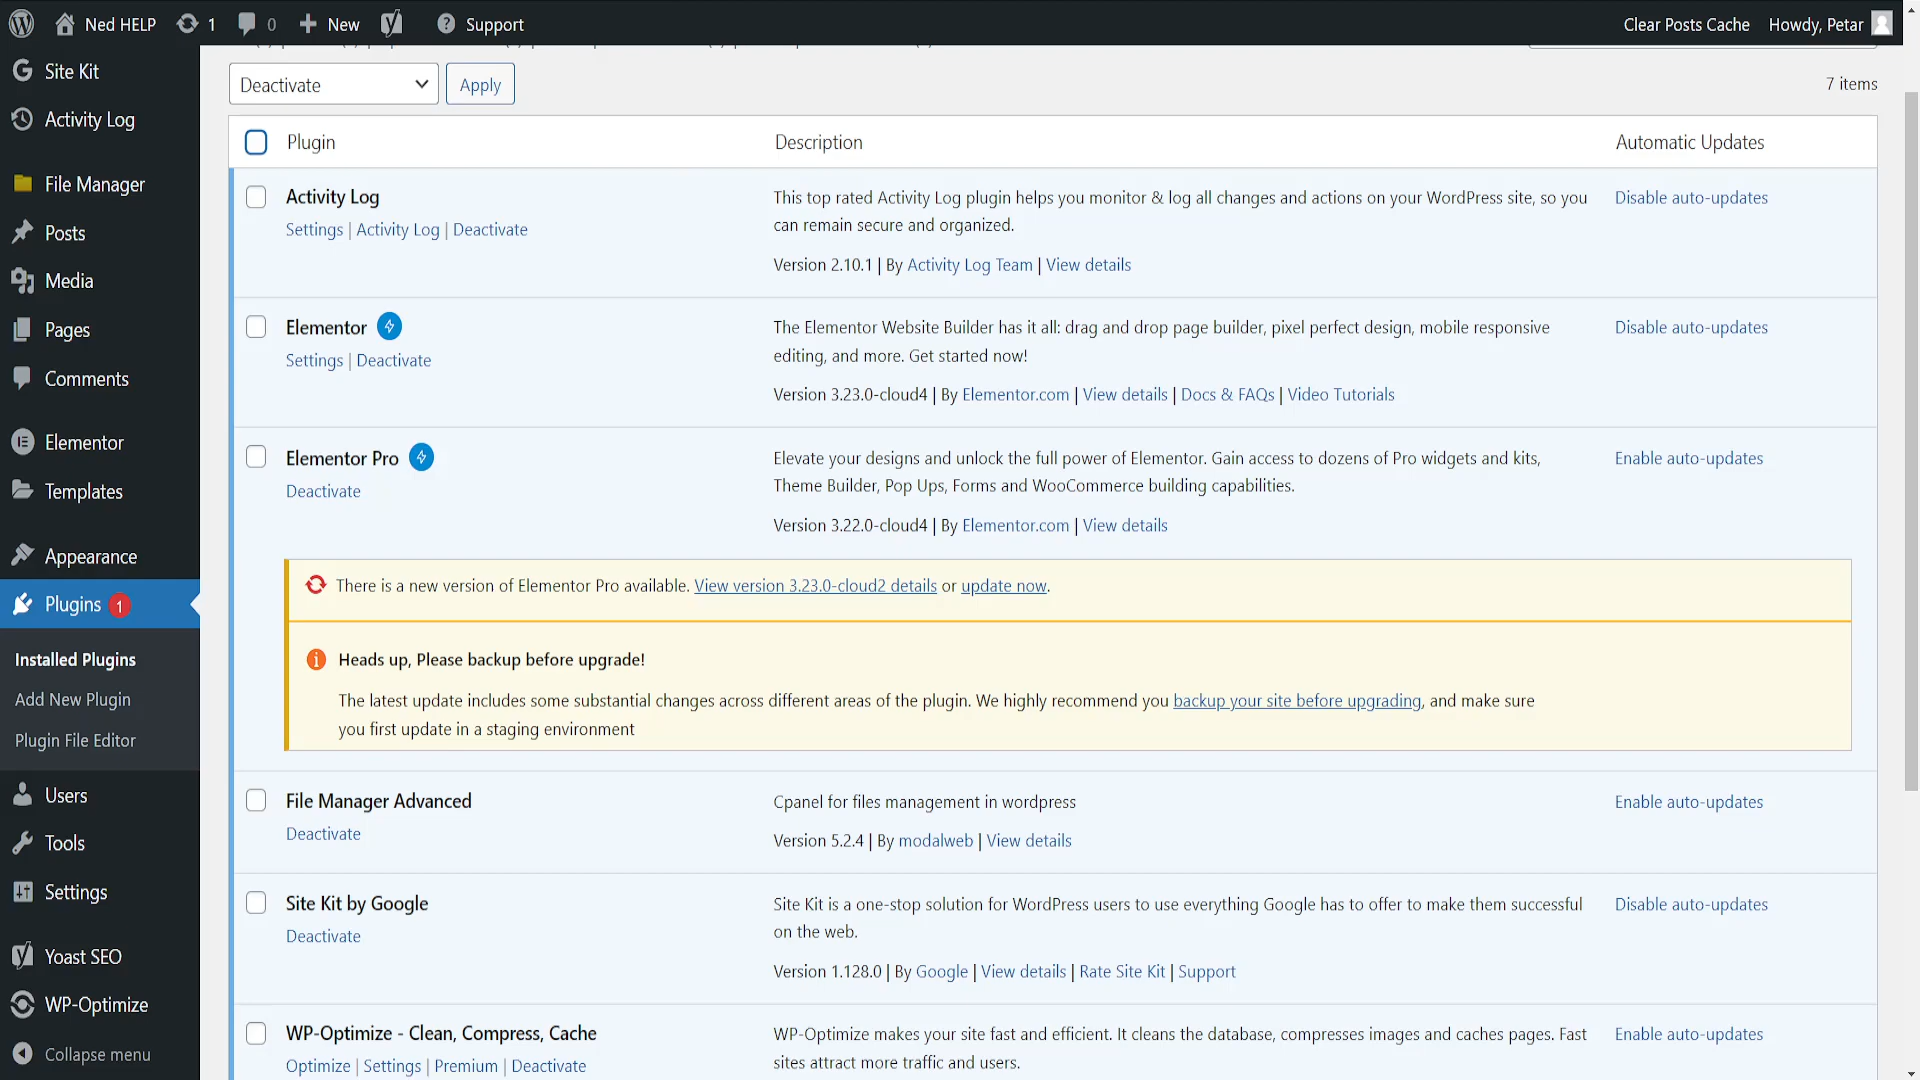 Ned HELP
1
0
New
Support
Clear Posts Cache
Howdy, Petar
Site Kit
Activity Log
File Manager
Posts
Media
Pages
Comments
Elementor
Templates
Appearance
Plugins 1
Installed Plugins
Add New Plugin
Plugin File Editor
Users
Tools
Settings
Yoast SEO
WP-Optimize
Collapse menu
Deactivate
Apply
7 items
Plugin
Description
Automatic Updates
Activity Log
Settings | Activity Log | Deactivate
This top rated Activity Log plugin helps you monitor & log all changes and actions on your WordPress site, so you
can remain secure and organized.
Version 2.10.1 | By Activity Log Team | View details
Disable auto-updates
Elementor
Settings | Deactivate
The Elementor Website Builder has it all: drag and drop page builder, pixel perfect design, mobile responsive
editing, and more. Get started now!
Version 3.23.0-cloud4 | By Elementor.com | View details | Docs & FAQs | Video Tutorials
Disable auto-updates
Elementor Pro
Deactivate
Elevate your designs and unlock the full power of Elementor. Gain access to dozens of Pro widgets and kits,
Theme Builder, Pop Ups, Forms and WooCommerce building capabilities.
Version 3.22.0-cloud4 | By Elementor.com | View details
Enable auto-updates
There is a new version of Elementor Pro available. View version 3.23.0-cloud2 details or update now.
Heads up, Please backup before upgrade!
The latest update includes some substantial changes across different areas of the plugin. We highly recommend you backup your site before upgrading, and make sure
you first update in a staging environment
File Manager Advanced
Deactivate
Cpanel for files management in wordpress
Version 5.2.4 | By modalweb | View details
Enable auto-updates
Site Kit by Google
Deactivate
Site Kit is a one-stop solution for WordPress users to use everything Google has to offer to make them successful
on the web.
Version 1.128.0 | By Google | View details | Rate Site Kit | Support
Disable auto-updates
WP-Optimize - Clean, Compress, Cache
Optimize | Settings | Premium | Deactivate
WP-Optimize makes your site fast and efficient. It cleans the database, compresses images and caches pages. Fast
sites attract more traffic and users.
Enable auto-updates